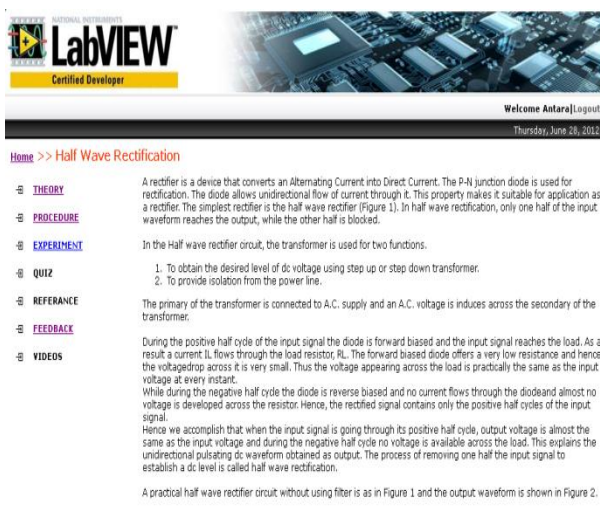 NATIONAL INSTRUMENTS
LabVIEW
Certified Developer
Welcome Antara|Logout
Thursday, June 28, 2012
Home >> Half Wave Rectification
THEORY
PROCEDURE
EXPERIMENT
QUIZ
REFERANCE
FEEDBACK
VIDEOS
A rectifier is a device that converts an Alternating Current into Direct Current. The P-N junction diode is used for
rectification. The diode allows unidirectional flow of current through it. This property makes it suitable for application as
a rectifier. The simplest rectifier is the half wave rectifier (Figure 1). In half wave rectification, only one half of the input
waveform reaches the output, while the other half is blocked.
In the Half wave rectifier circuit, the transformer is used for two functions.
1. To obtain the desired level of dc voltage using step up or step down transformer.
2. To provide isolation from the power line.
The primary of the transformer is connected to A.C. supply and an A.C. voltage is induces across the secondary of the
transformer.
During the positive half cycle of the input signal the diode is forward biased and the input signal reaches the load. As a
result a current IL flows through the load resistor, RL. The forward biased diode offers a very low resistance and hence
the voltagedrop across it is very small. Thus the voltage appearing across the load is practically the same as the input
voltage at every instant.
While during the negative half cycle the diode is reverse biased and no current flows through the diodeand almost no
voltage is developed across the resistor. Hence, the rectified signal contains only the positive half cycles of the input
signal.
Hence we accomplish that when the input signal is going through its positive half cycle, output voltage is almost the
same as the input voltage and during the negative half cycle no voltage is available across the load. This explains the
unidirectional pulsating dc waveform obtained as output. The process of removing one half the input signal to
establish a dc level is called half wave rectification.
A practical half wave rectifier circuit without using filter is as in Figure 1 and the output waveform is shown in Figure 2.